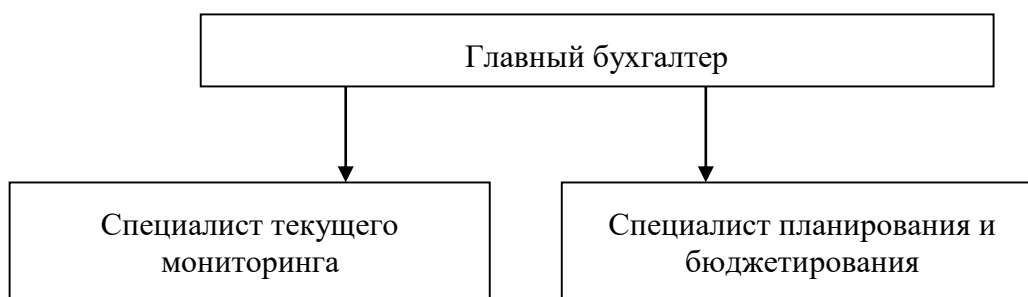 Главный бухгалтер
Специалист текущего
мониторинга
Специалист планирования и
бюджетирования